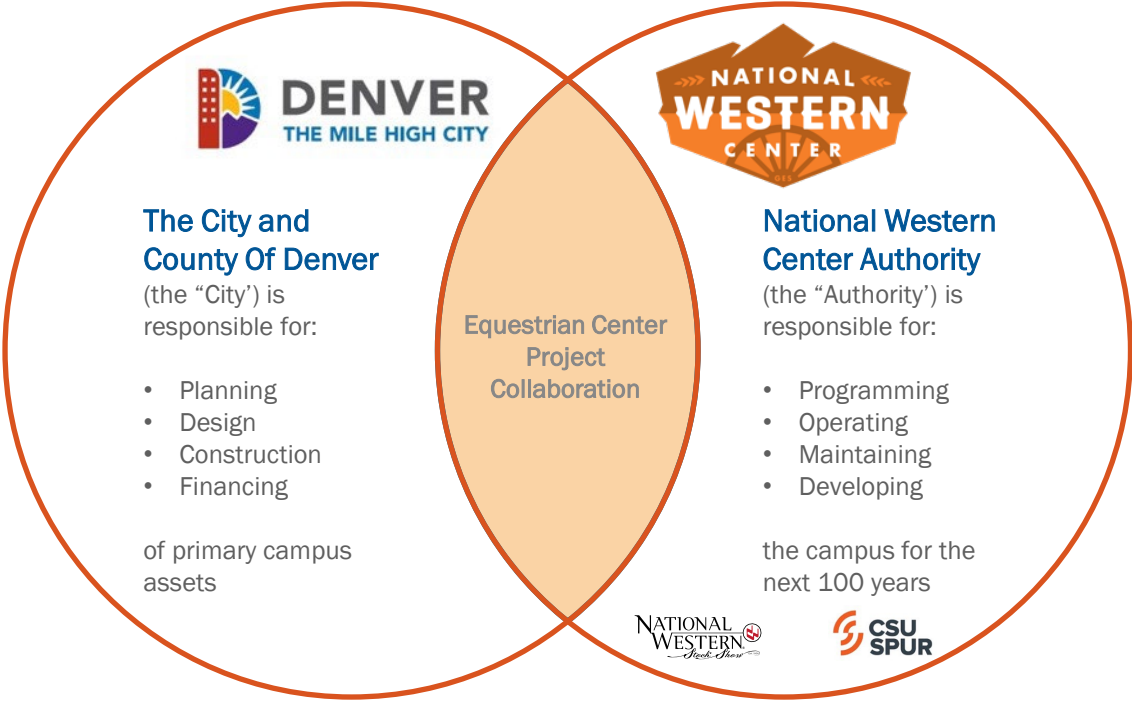 DENVER
THE MILE HIGH CITY
The City and
County Of Denver
(the “City’) is
responsible for:
• Planning
• Design
• Construction
• Financing
of primary campus
assets
Equestrian Center
Project
Collaboration
NATIONAL
WESTERN
CENTER
GES
National Western
Center Authority
(the “Authority’) is
responsible for:
• Programming
• Operating
• Maintaining
• Developing
the campus for the
next 100 years
NATIONAL
WESTERN
Stock Show
CSU
SPUR